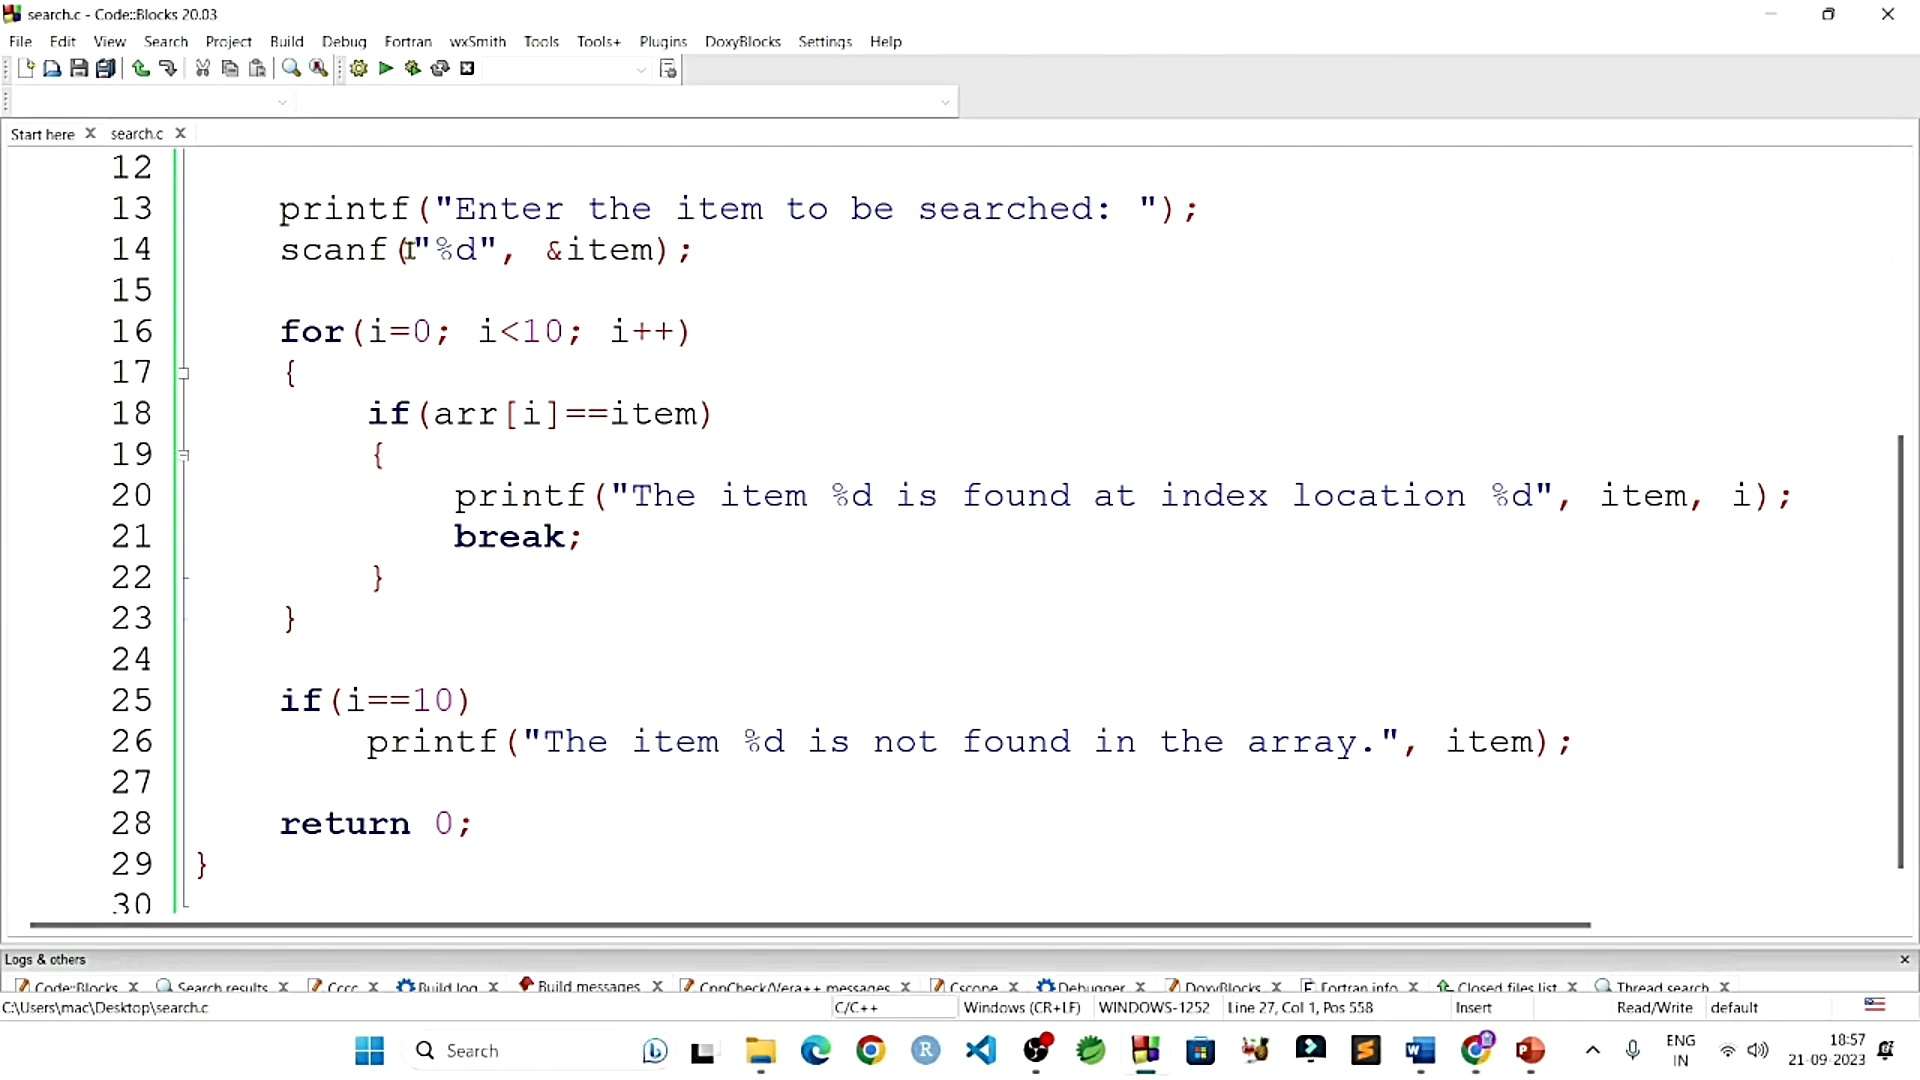 search.c - Code::Blocks 20.03
File Edit View Search Project Build Debug Fortran wxSmith Tools Tools+ Plugins DoxyBlocks Settings Help
Start here X search.c X
12
13 printf("Enter the item to be searched: ");
14 scanf("%d", &item);
15
16 for(i=0; i<10; i++)
17 {
18 if(arr[i]==item)
19 {
20 printf("The item %d is found at index location %d", item, i);
21 break;
22 }
23 }
24
25 if(i==10)
26 printf("The item %d is not found in the array.", item);
27
28 return 0;
29 }
30
Logs & others
Code::Blocks X Search results X Cccc X Build log X Build messages X CppCheck/Vera++ messages X Cscope X Debugger X DoxyBlocks X Fortran info X Closed files list X Thread search X
C:\Users\mac\Desktop\search.c C/C++ Windows (CR+LF) WINDOWS-1252 Line 27, Col 1, Pos 558 Insert Read/Write default
Search
ENG
IN
18:57
21-09-2023